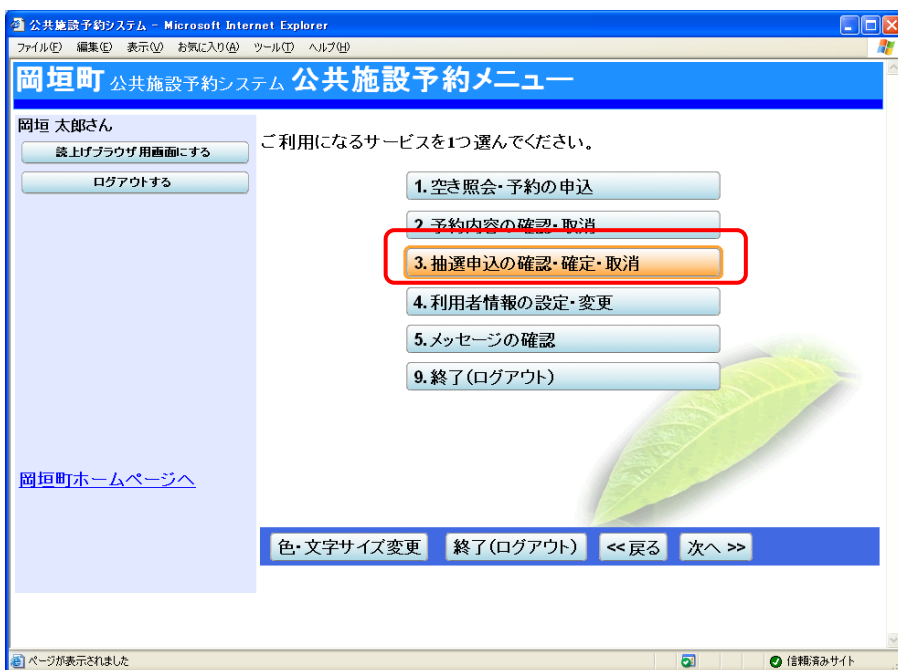 公共施設予約システム - Microsoft Internet Explorer
ファイル(F) 編集(E) 表示(V) お気に入り(A) ツール(T) ヘルプ(H)
岡垣町 公共施設予約システム 公共施設予約メニュー
岡垣 太郎さん
読上げブラウザ用画面にする
ログアウトする
岡垣町ホームページへ
ご利用になるサービスを1つ選んでください。
1. 空き照会・予約の申込
2. 予約内容の確認・取消
3. 抽選申込の確認・確定・取消
4. 利用者情報の設定・変更
5. メッセージの確認
9. 終了(ログアウト)
色・文字サイズ変更 終了(ログアウト) <<戻る 次へ >>
ページが表示されました 信頼済みサイト